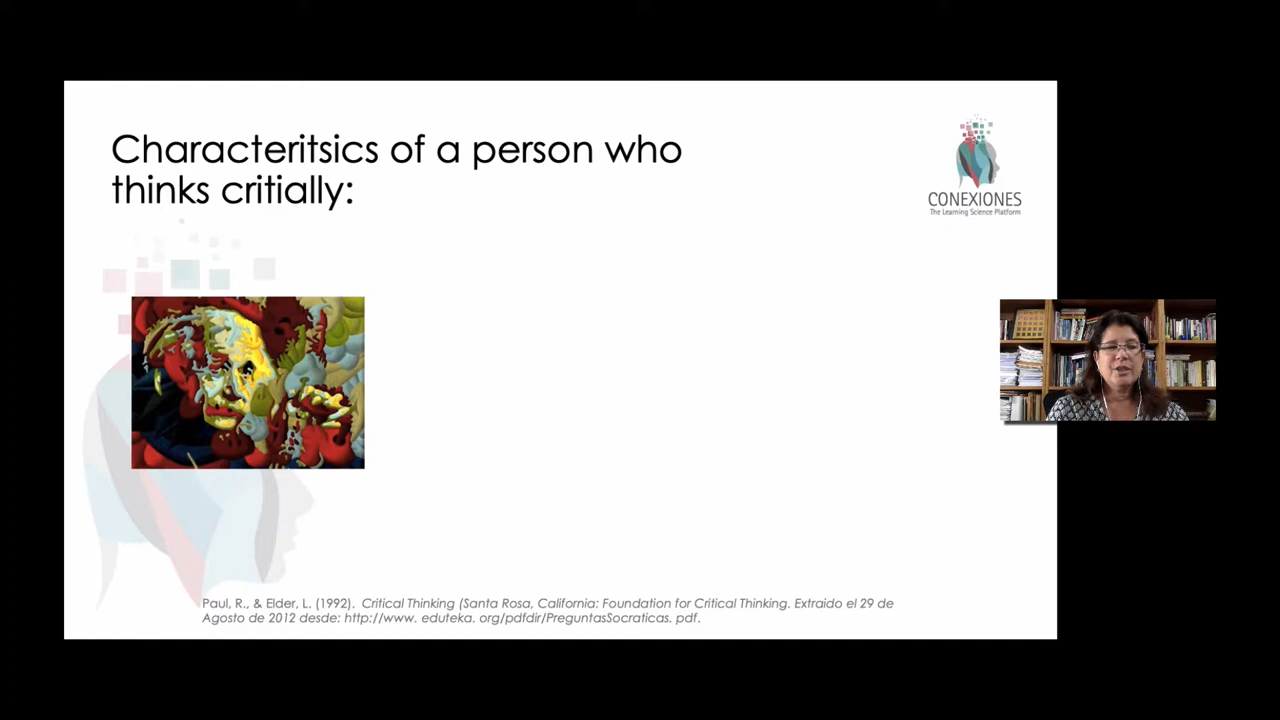 Characteritsics of a person who
thinks critially:
CONEXIONES
The Learning Science Platform
Paul, R., & Elder, L. (1992). Critical Thinking (Santa Rosa, California: Foundation for Critical Thinking. Extraido el 29 de
Agosto de 2012 desde: http://www. eduteka. org/pdfdir/PreguntasSocraticas. pdf.